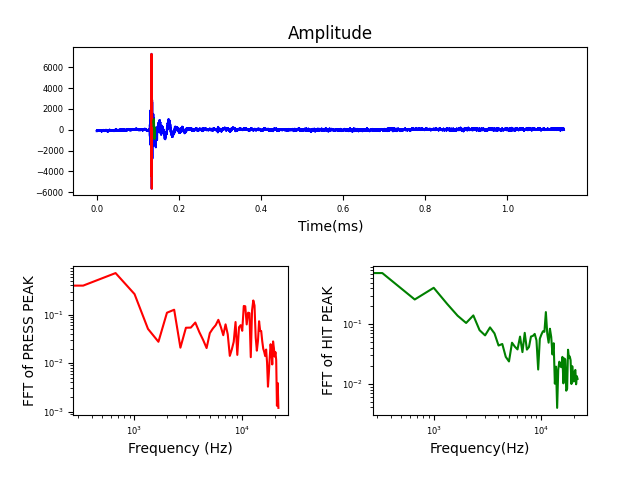 Amplitude
6000
4000
2000
0
−2000
−4000
−6000
0.0 0.2 0.4 0.6 0.8 1.0
Time(ms)
FFT of PRESS PEAK
10⁻¹
10⁻²
10⁻³
10³ 10⁴
Frequency (Hz)
FFT of HIT PEAK
10⁻¹
10⁻²
10³ 10⁴
Frequency(Hz)